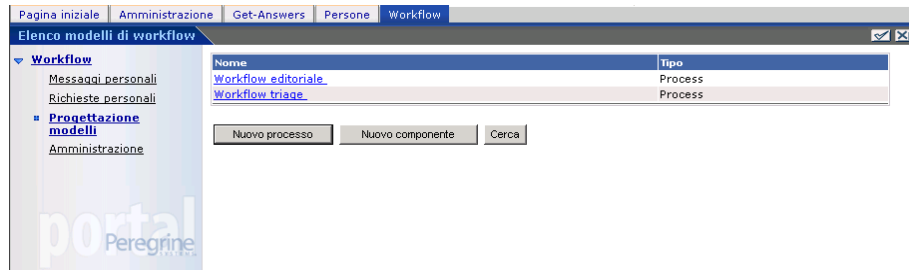 Pagina iniziale Amministrazione Get-Answers Persone Workflow
Elenco modelli di workflow
Workflow
Messaggi personali
Richieste personali
Progettazione
modelli
Amministrazione
Nome Tipo
Workflow editoriale Process
Workflow triage Process
Nuovo processo Nuovo componente Cerca
portal
Peregrine